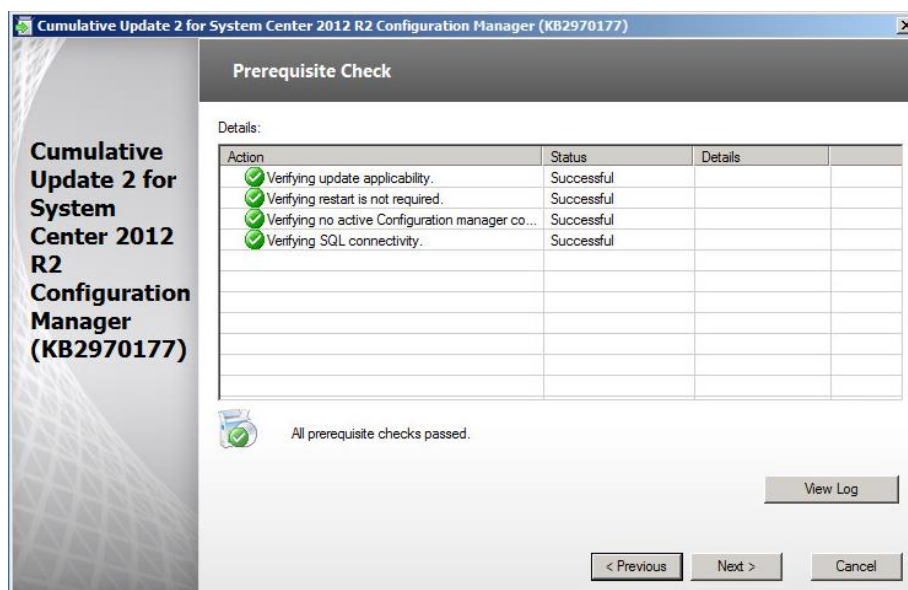 Cumulative Update 2 for System Center 2012 R2 Configuration Manager (KB2970177)
Prerequisite Check
Cumulative
Update 2 for
System
Center 2012
R2
Configuration
Manager
(KB2970177)
Details:
Action Status Details
Verifying update applicability. Successful
Verifying restart is not required. Successful
Verifying no active Configuration manager co... Successful
Verifying SQL connectivity. Successful
All prerequisite checks passed.
View Log
< Previous Next > Cancel